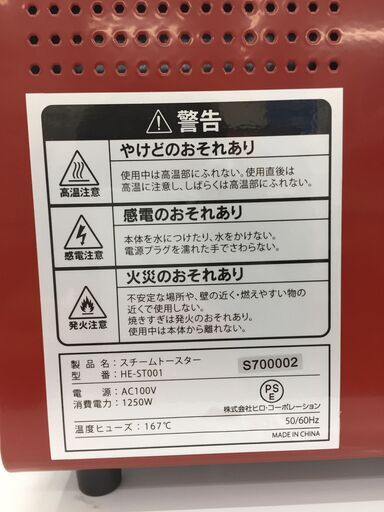 警告
やけどのおそれあり
使用中は高温部にふれない。使用直後は
高温に注意し、しばらくは高温部にふれない。
高温注意
感電のおそれあり
本体を水につけたり、水をかけない。
電源プラグを濡れた手でさわらない。
感電注意
火災のおそれあり
不安定な場所や、壁の近く・燃えやすい物の
近くで使用しない。
焼きすぎは発火のおそれあり。
使用中は本体から離れない。
発火注意
製品名：スチームトースター
型番：HE-ST001
S700002
電源：AC100V
消費電力：1250W
PSE
株式会社ヒロ・コーポレーション
温度ヒューズ：167℃
50/60Hz
MADE IN CHINA